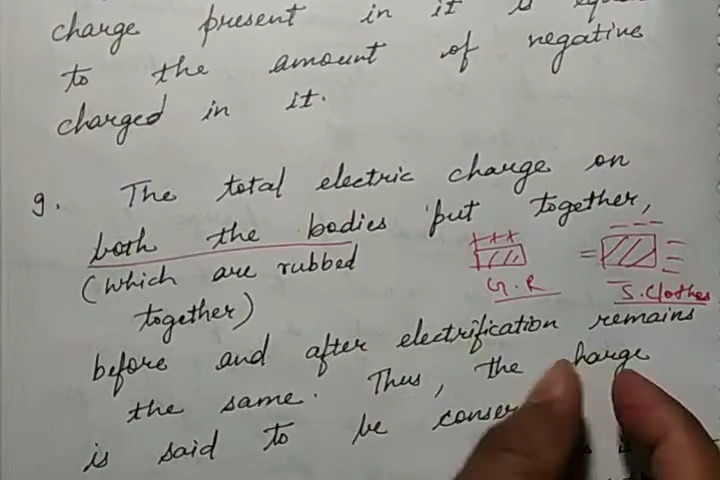 charge present in it is
to the amount of negative
charged in it.
9. The total electric charge on
both the bodies put together,
(which are rubbed
together)
+++
G.R
=
S. Clothes
before and after electrification remains
the same. Thus, the charge
is said to be